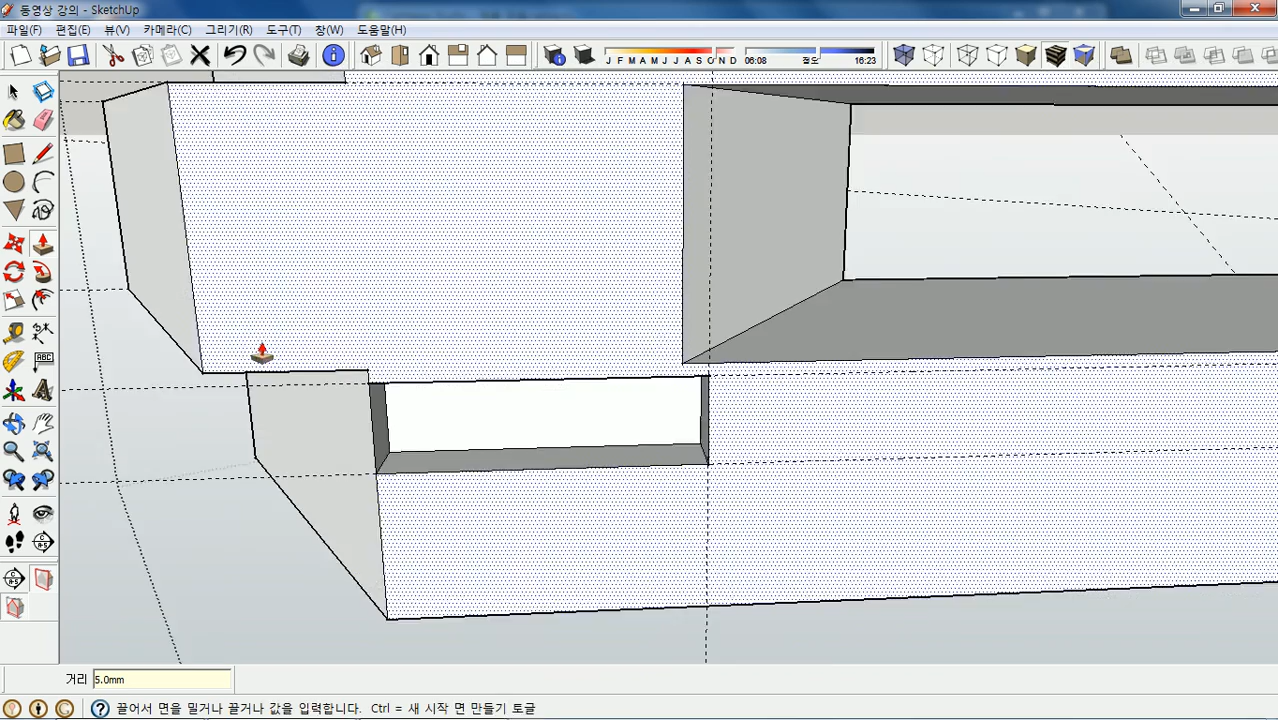 동영상 강의 - SketchUp
파일(F) 편집(E) 뷰(V) 카메라(C) 그리기(R) 도구(T) 창(W) 도움말(H)
J F M A M J J A S O N D 06:08 정오 16:23
ABC
거리 5.0mm
끌어서 면을 밀거나 끌거나 값을 입력합니다. Ctrl = 새 시작 면 만들기 토글